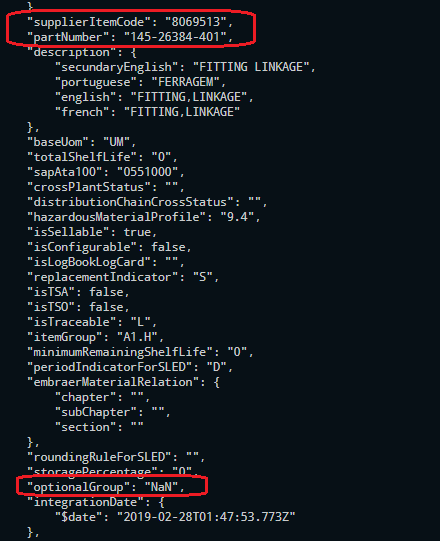 },
"supplierItemCode": "8069513",
"partNumber": "145-26384-401",
"description": {
"secundaryEnglish": "FITTING LINKAGE",
"portuguese": "FERRAGEM",
"english": "FITTING,LINKAGE",
"french": "FITTING,LINKAGE"
},
"baseUom": "UM",
"totalShelfLife": "0",
"sapAta100": "0551000",
"crossPlantStatus": "",
"distributionChainCrossStatus": "",
"hazardousMaterialProfile": "9.4",
"isSellable": true,
"isConfigurable": false,
"isLogBookLogCard": "",
"replacementIndicator": "S",
"isTSA": false,
"isTSO": false,
"isTraceable": "L",
"itemGroup": "A1.H",
"minimumRemainingShelfLife": "0",
"periodIndicatorForSLED": "D",
"embraerMaterialRelation": {
"chapter": "",
"subChapter": "",
"section": ""
},
"roundingRuleForSLED": "",
"storagePercentage": "0",
"optionalGroup": "NaN",
"integrationDate": {
"$date": "2019-02-28T01:47:53.773Z"
},